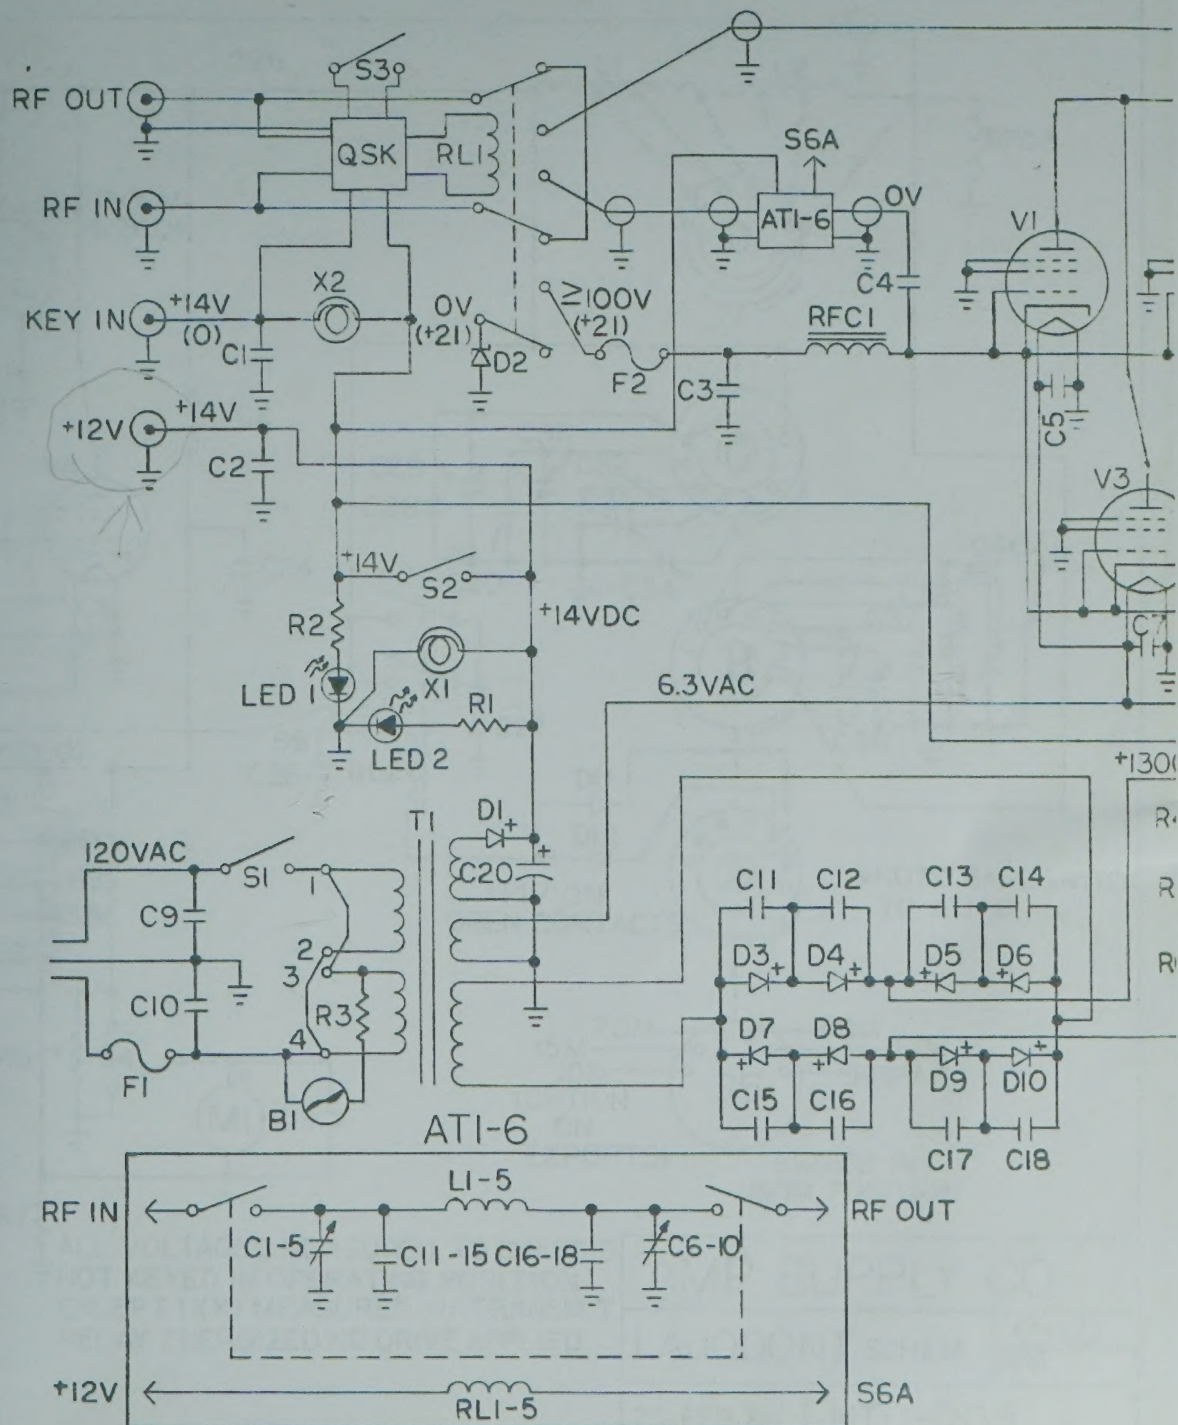 S3
RF OUT
QSK
RL1
S6A
RF IN
AT1-6
0V
V1
X2
C4
+14V
KEY IN
(0)
C1
0V
(+21)
D2
≥100V
(+21)
F2
RFC1
C3
C5
+12V
+14V
C2
V3
+14V
S2
+14VDC
R2
C7
X1
LED 1
6.3VAC
R1
LED 2
+1300
D1
T1
120VAC
S1
1
C20
C11 C12 C13 C14
C9
2
3
D3 D4 D5 D6
C10
R3
4
D7 D8
D9 D10
F1
B1
C15 C16
C17 C18
AT1-6
L1-5
RF IN
RF OUT
C1-5
C11-15 C16-18
C6-10
+12V
RL1-5
S6A